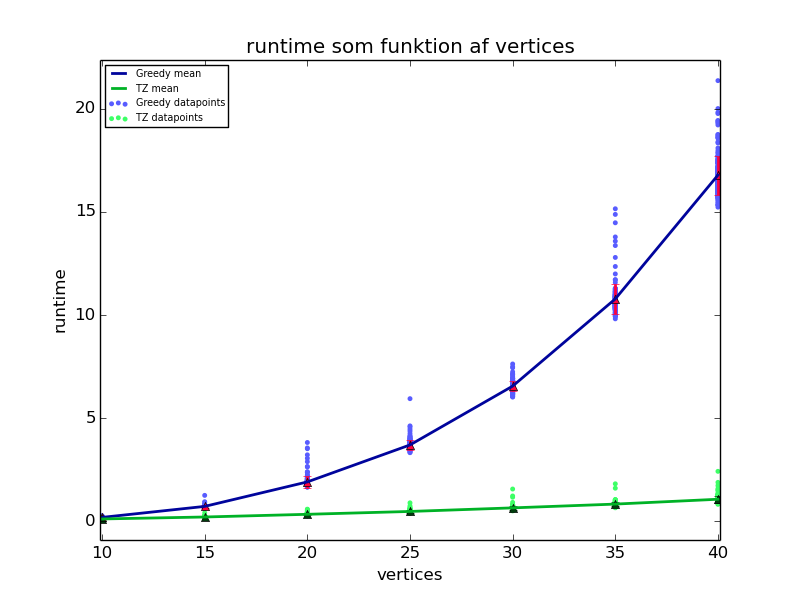 runtime som funktion af vertices
Greedy mean
TZ mean
Greedy datapoints
TZ datapoints
20
15
10
5
0
runtime
10 15 20 25 30 35 40
vertices